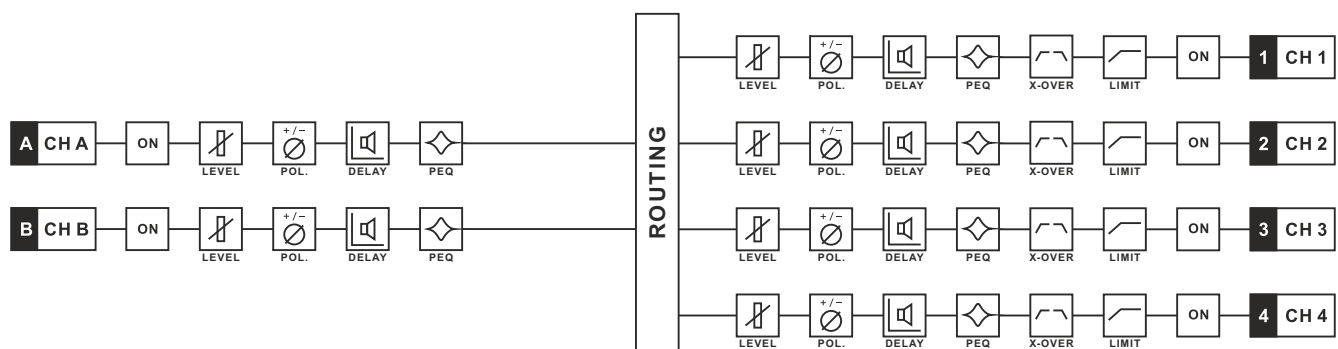 +/− 
1 CH 1
ON
LEVEL POL. DELAY PEQ X-OVER LIMIT
+/− +/−
A CH A ON ON 2 CH 2
LEVEL POL. DELAY PEQ LEVEL POL. DELAY PEQ X-OVER LIMIT
ROUTING
+/− +/−
B CH B ON ON 3 CH 3
LEVEL POL. DELAY PEQ LEVEL POL. DELAY PEQ X-OVER LIMIT
+/−
ON 4 CH 4
LEVEL POL. DELAY PEQ X-OVER LIMIT